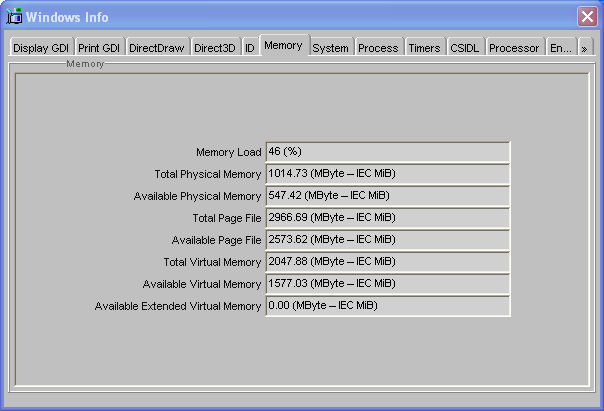 Windows Info
Display GDI Print GDI DirectDraw Direct3D ID Memory System Process Timers CSIDL Processor En... »
Memory
Memory Load 46 (%)
Total Physical Memory 1014.73 (MByte – IEC MiB)
Available Physical Memory 547.42 (MByte – IEC MiB)
Total Page File 2966.69 (MByte – IEC MiB)
Available Page File 2573.62 (MByte – IEC MiB)
Total Virtual Memory 2047.88 (MByte – IEC MiB)
Available Virtual Memory 1577.03 (MByte – IEC MiB)
Available Extended Virtual Memory 0.00 (MByte – IEC MiB)